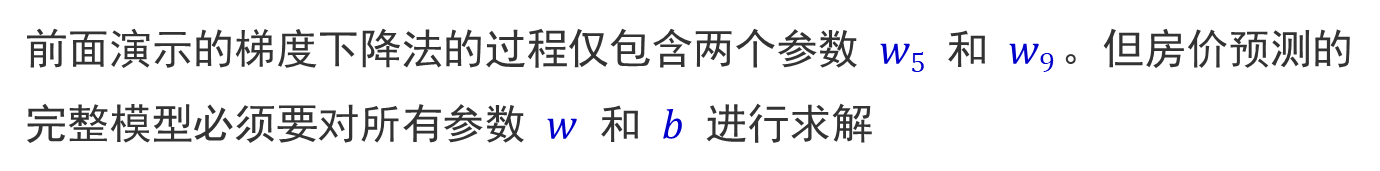 前面演示的梯度下降法的过程仅包含两个参数 w₅ 和 w₉。但房价预测的
完整模型必须要对所有参数 w 和 b 进行求解